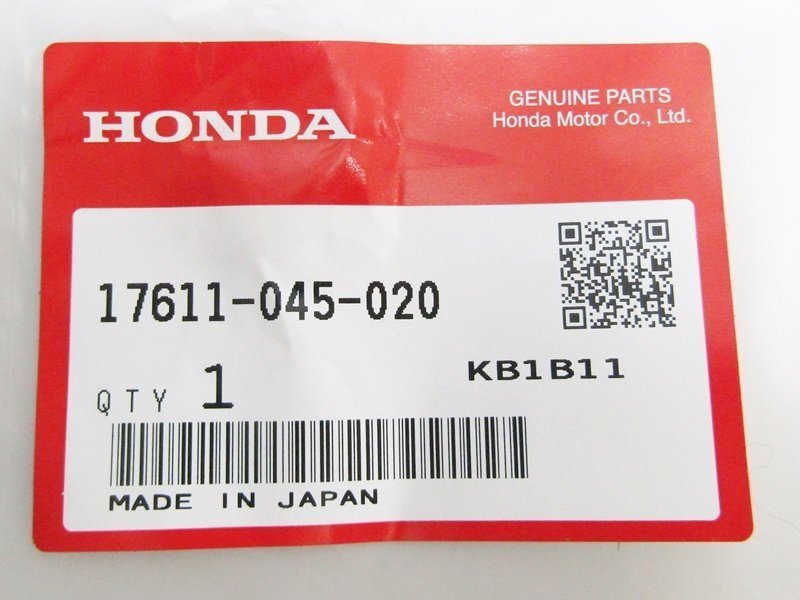 HONDA
GENUINE PARTS
Honda Motor Co., Ltd.
17611-045-020
KB1B11
QTY 1
MADE IN JAPAN